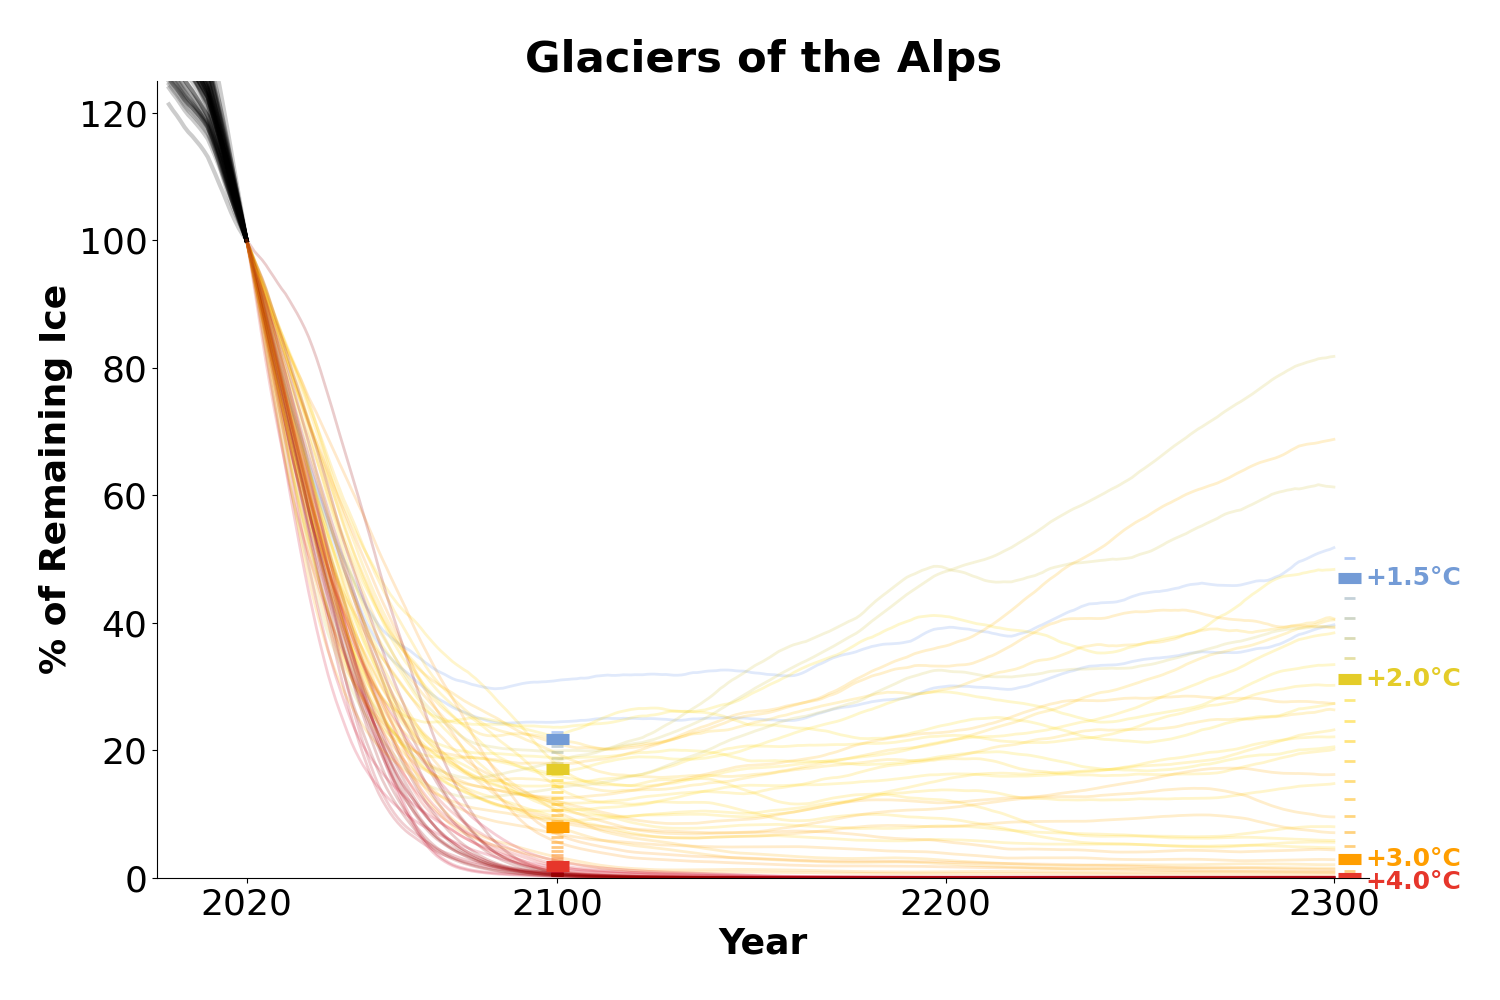 Glaciers of the Alps
% of Remaining Ice
120
100
80
60
40
20
0
+1.5°C
+2.0°C
+3.0°C
+4.0°C
2020
2100
2200
2300
Year